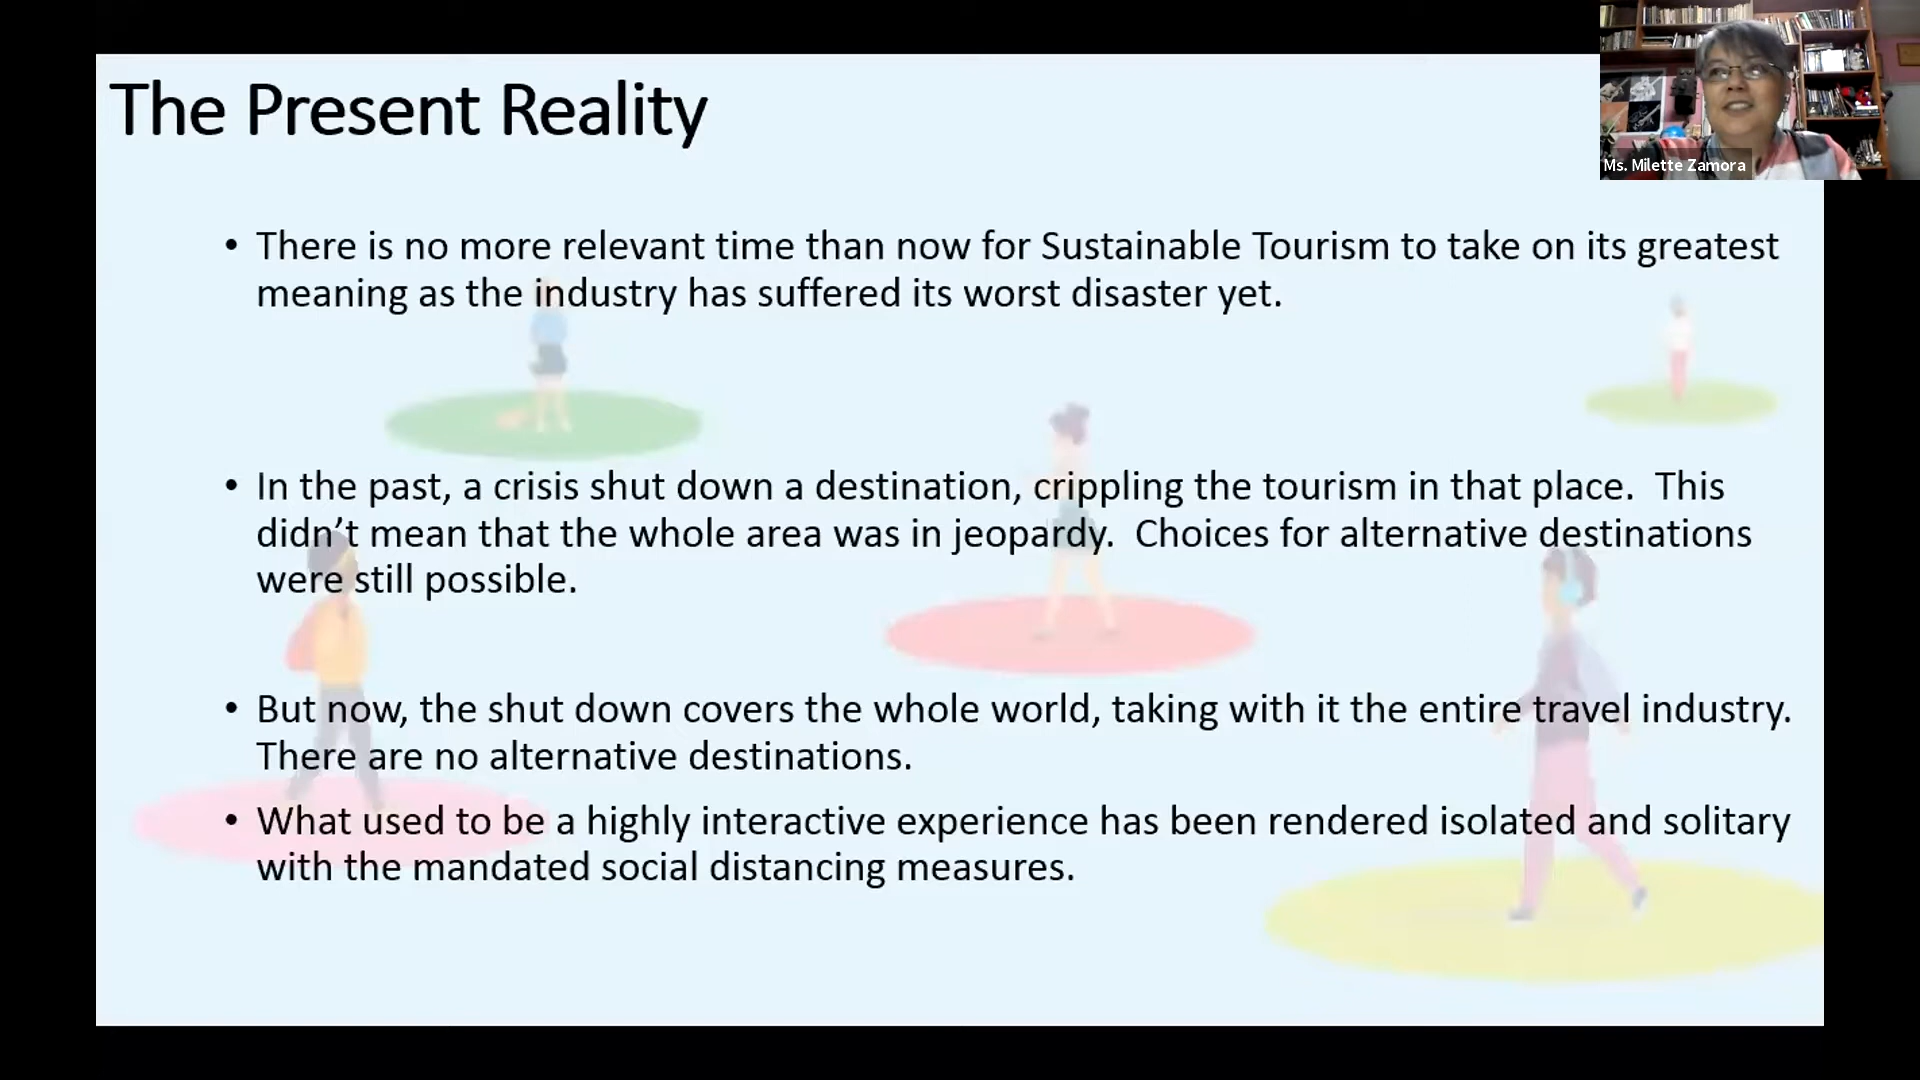 The Present Reality
Ms. Milette Zamora
• There is no more relevant time than now for Sustainable Tourism to take on its greatest
meaning as the industry has suffered its worst disaster yet.
• In the past, a crisis shut down a destination, crippling the tourism in that place.  This
didn’t mean that the whole area was in jeopardy.  Choices for alternative destinations
were still possible.
• But now, the shut down covers the whole world, taking with it the entire travel industry.
There are no alternative destinations.
• What used to be a highly interactive experience has been rendered isolated and solitary
with the mandated social distancing measures.